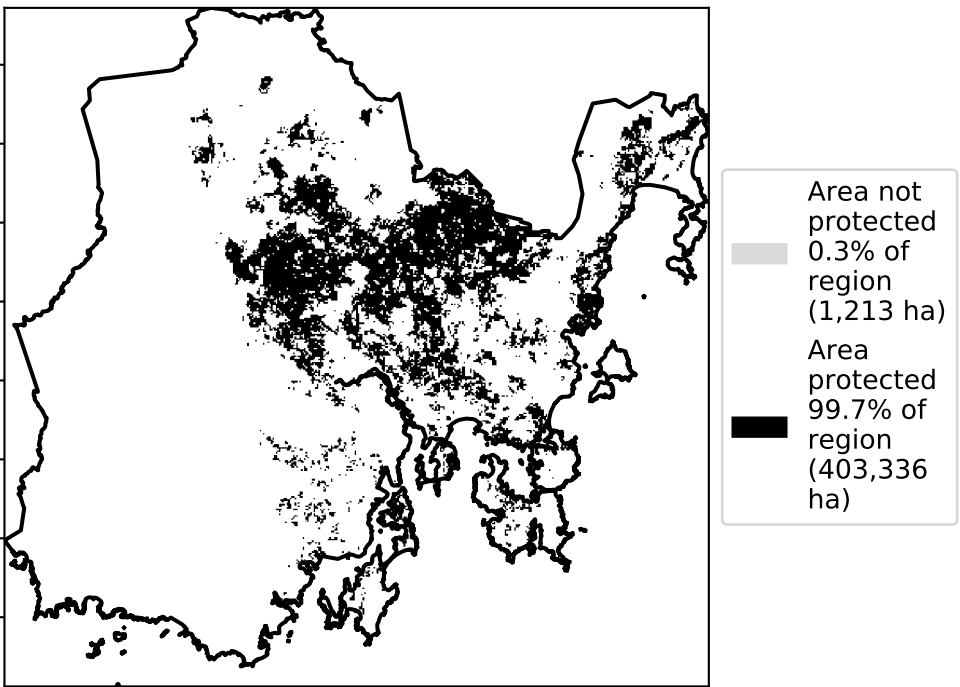 Area not
protected
0.3% of
region
(1,213 ha)
Area
protected
99.7% of
region
(403,336
ha)